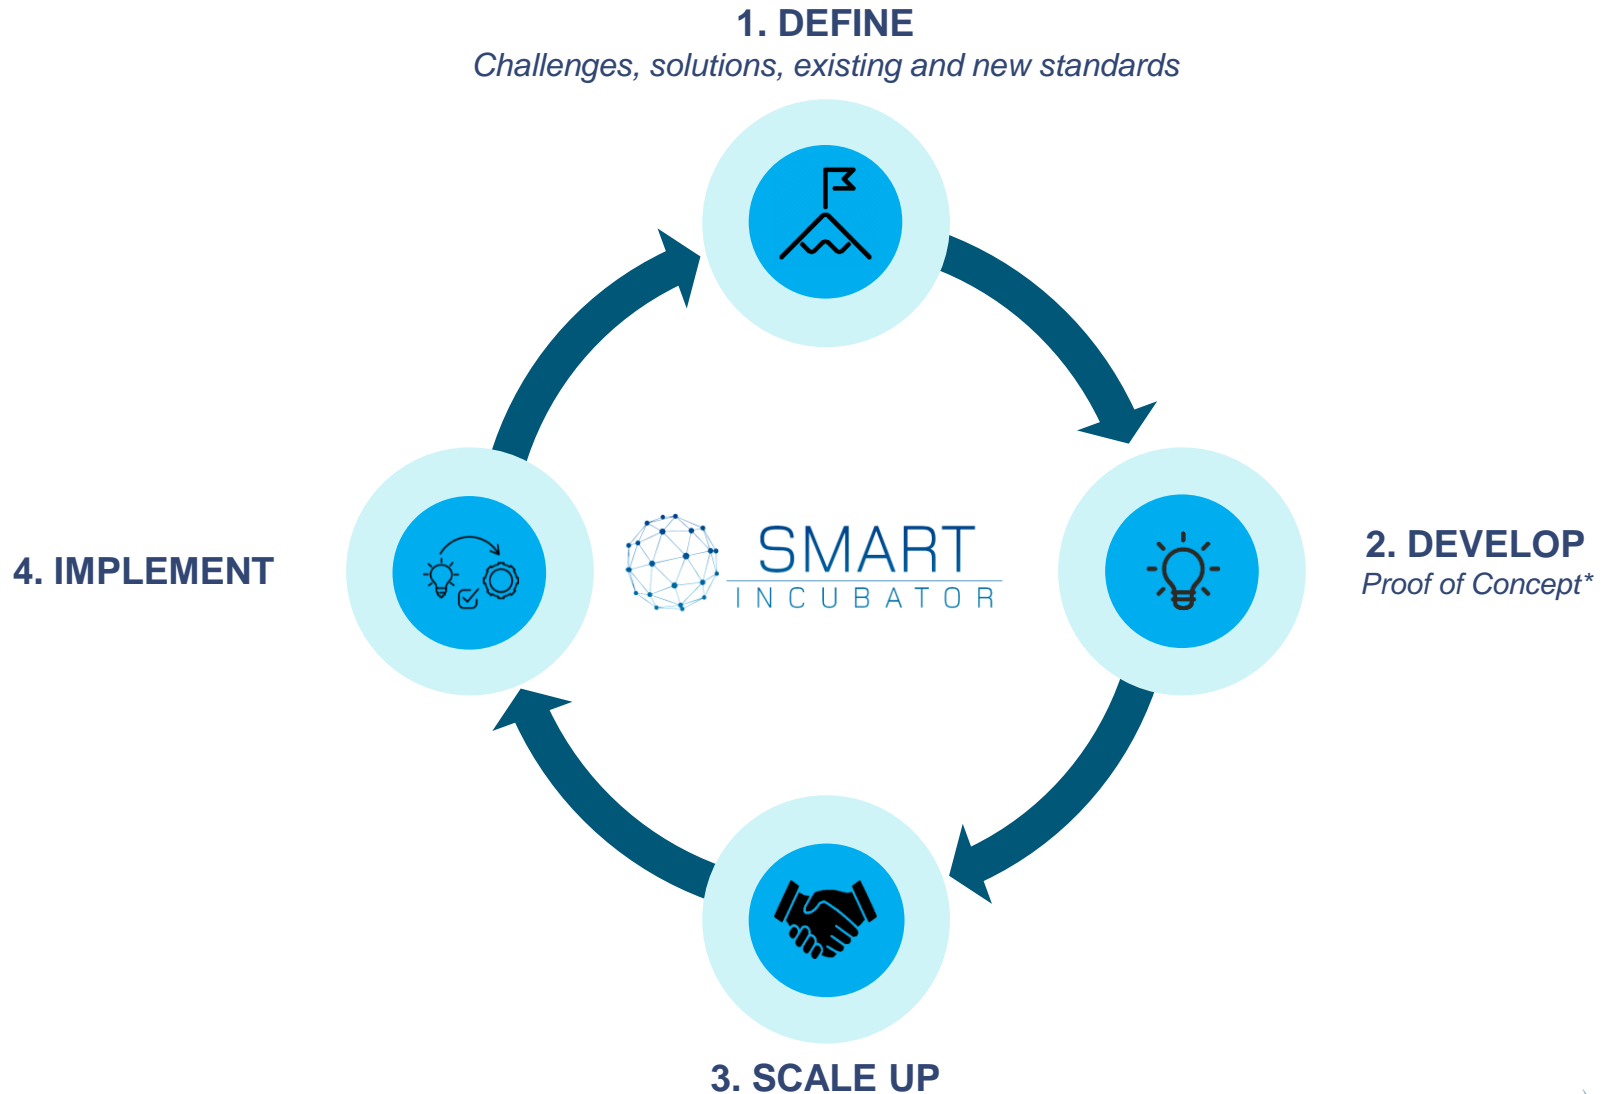 1. DEFINE
Challenges, solutions, existing and new standards
SMART
INCUBATOR
2. DEVELOP
Proof of Concept*
4. IMPLEMENT
3. SCALE UP